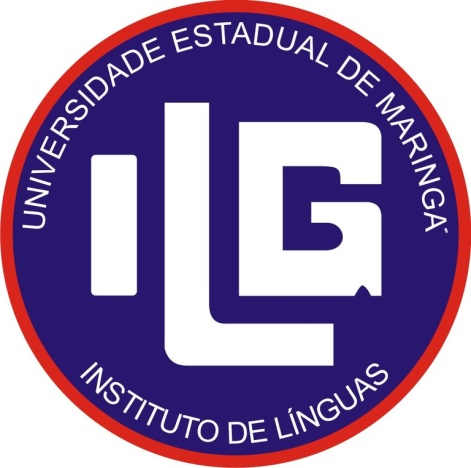 UNIVERSIDADE ESTADUAL DE MARINGÁ
ILG
INSTITUTO DE LÍNGUAS